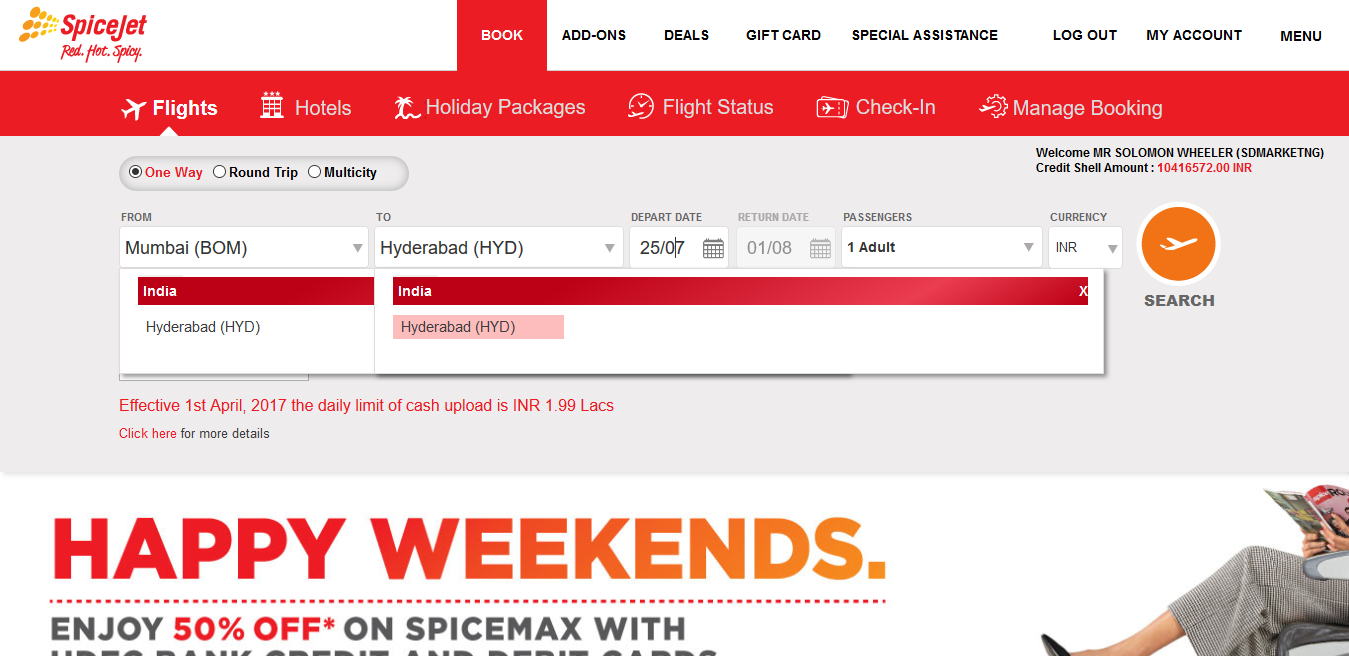 SpiceJet
Red. Hot. Spicy.
BOOK ADD-ONS DEALS GIFT CARD SPECIAL ASSISTANCE LOG OUT MY ACCOUNT MENU
Flights Hotels Holiday Packages Flight Status Check-In Manage Booking
Welcome MR SOLOMON WHEELER (SDMARKETNG)
Credit Shell Amount : 10416572.00 INR
One Way Round Trip Multicity
FROM TO DEPART DATE RETURN DATE PASSENGERS CURRENCY
Mumbai (BOM) Hyderabad (HYD) 25/07 01/08 1 Adult INR
India India X
SEARCH
Hyderabad (HYD) Hyderabad (HYD)
Effective 1st April, 2017 the daily limit of cash upload is INR 1.99 Lacs
Click here for more details
HAPPY WEEKENDS.
ENJOY 50% OFF* ON SPICEMAX WITH
BANK CREDIT AND DEBIT CARDS